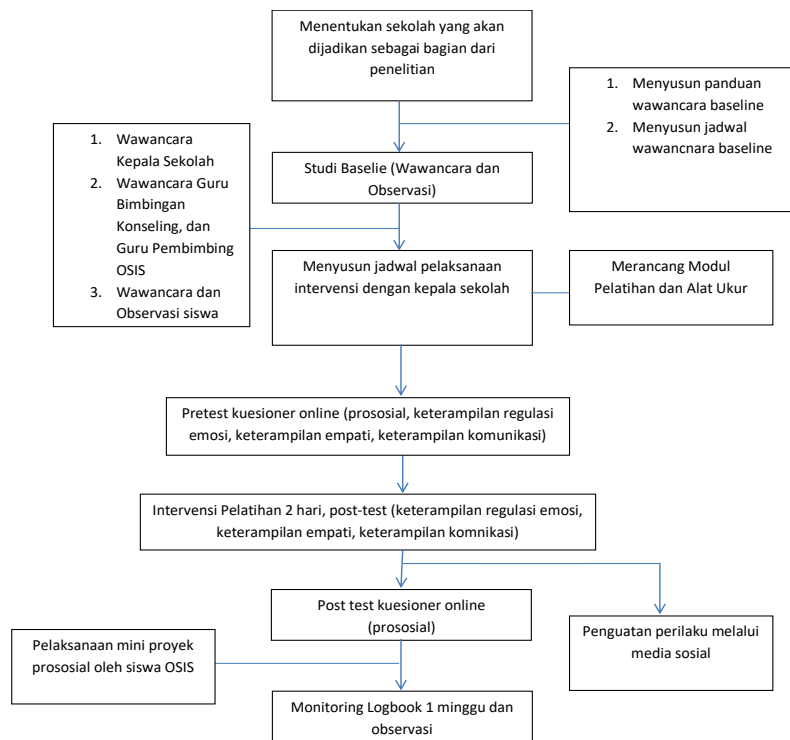 Menentukan sekolah yang akan
dijadikan sebagai bagian dari
penelitian
1. Menyusun panduan
wawancara baseline
2. Menyusun jadwal
wawancnara baseline
1. Wawancara
Kepala Sekolah
2. Wawancara Guru
Bimbingan
Konseling, dan
Guru Pembimbing
OSIS
3. Wawancara dan
Observasi siswa
Studi Baselie (Wawancara dan
Observasi)
Menyusun jadwal pelaksanaan
intervensi dengan kepala sekolah
Merancang Modul
Pelatihan dan Alat Ukur
Pretest kuesioner online (prososial, keterampilan regulasi
emosi, keterampilan empati, keterampilan komunikasi)
Intervensi Pelatihan 2 hari, post-test (keterampilan regulasi emosi,
keterampilan empati, keterampilan komnikasi)
Post test kuesioner online
(prososial)
Penguatan perilaku melalui
media sosial
Pelaksanaan mini proyek
prososial oleh siswa OSIS
Monitoring Logbook 1 minggu dan
observasi